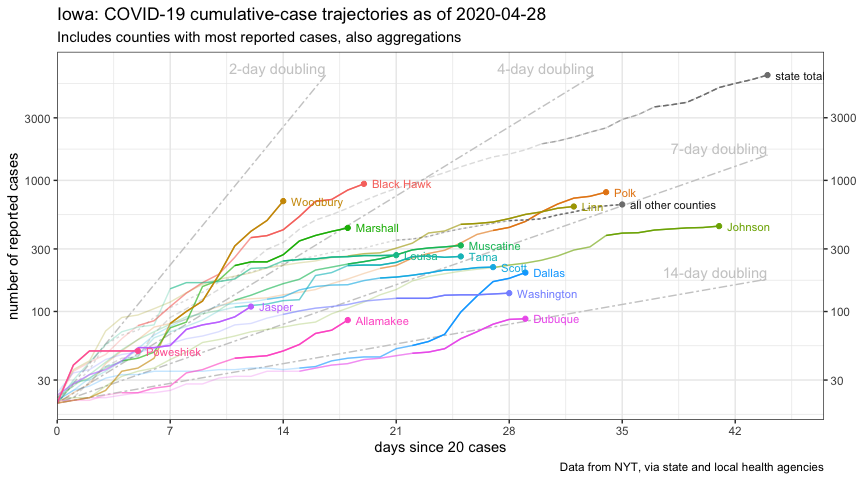 Iowa: COVID-19 cumulative-case trajectories as of 2020-04-28
Includes counties with most reported cases, also aggregations
2-day doubling
4-day doubling
state total
3000
3000
7-day doubling
1000
1000
Black Hawk
Polk
Woodbury
Linn
all other counties
Marshall
Johnson
300
300
Muscatine
Louisa
Tama
Scott
Dallas
14-day doubling
Washington
Jasper
100
100
Allamakee
Dubuque
Poweshiek
30
30
0
7
14
21
28
35
42
number of reported cases
days since 20 cases
Data from NYT, via state and local health agencies